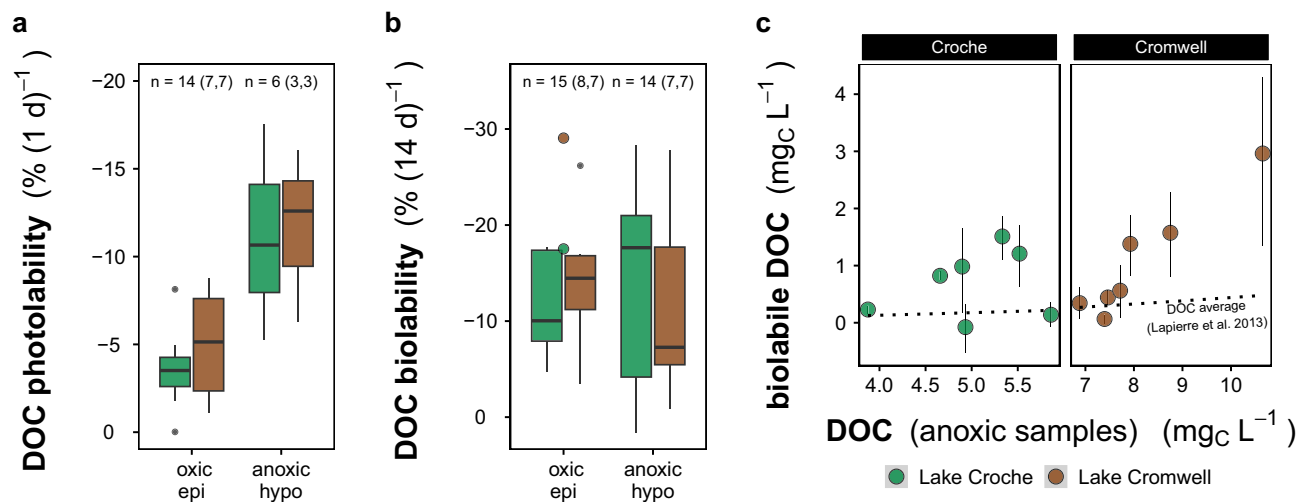 a
DOC photolability (% (1 d)⁻¹)
−20
−15
−10
−5
0
n = 14 (7,7)
n = 6 (3,3)
oxic
epi
anoxic
hypo
b
DOC biolability (% (14 d)⁻¹)
−30
−20
−10
0
n = 15 (8,7)
n = 14 (7,7)
oxic
epi
anoxic
hypo
c
biolabile DOC (mgC L⁻¹)
Croche
Cromwell
4
3
2
1
0
DOC average
(Lapierre et al. 2013)
4.0
4.5
5.0
5.5
7
8
9
10
DOC (anoxic samples) (mgC L⁻¹)
Lake Croche
Lake Cromwell